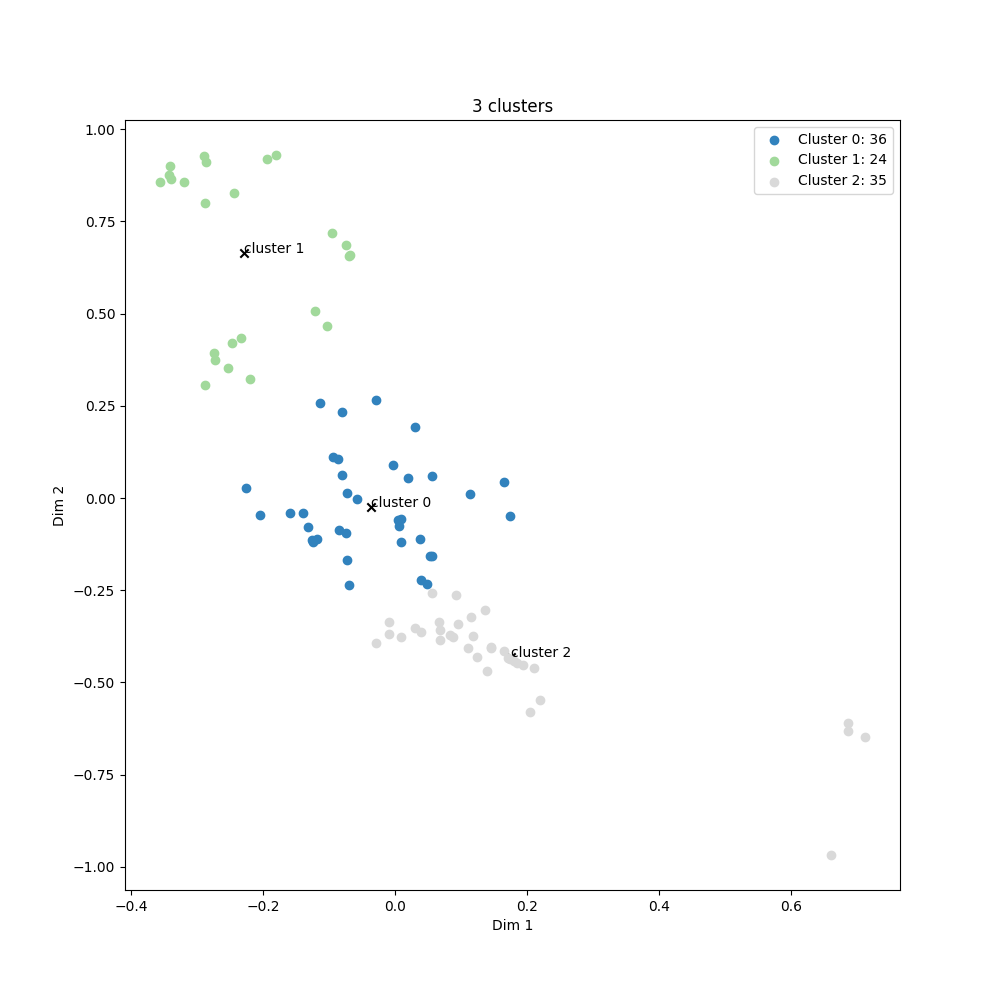 3 clusters
Cluster 0: 36
Cluster 1: 24
Cluster 2: 35
1.00
0.75
0.50
0.25
0.00
−0.25
−0.50
−0.75
−1.00
Dim 2
cluster 1
cluster 0
cluster 2
−0.4
−0.2
0.0
0.2
0.4
0.6
Dim 1